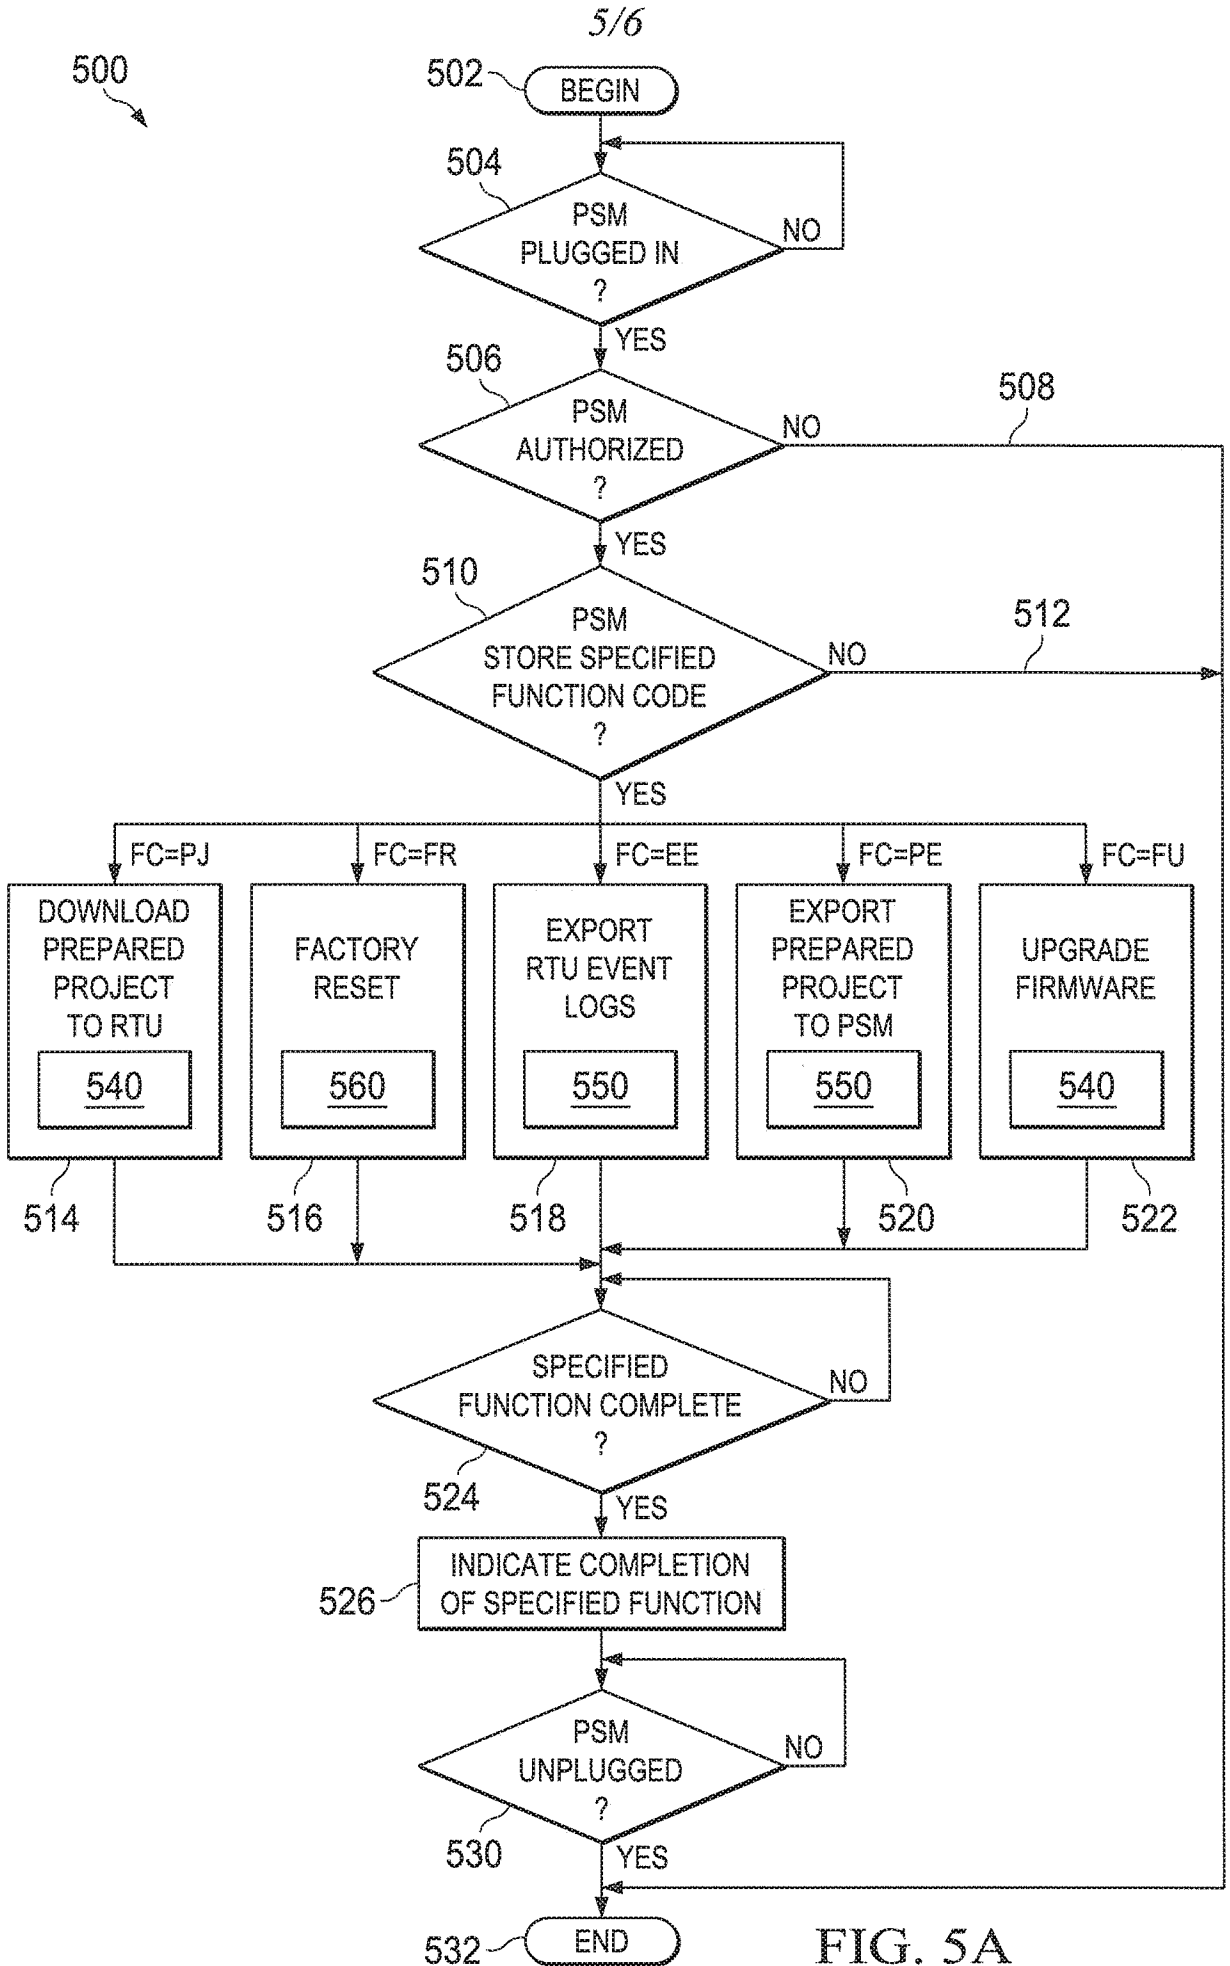 5/6
500
502
BEGIN
504
PSM
PLUGGED IN
?
NO
YES
506
PSM
AUTHORIZED
?
NO
508
YES
510
PSM
STORE SPECIFIED
FUNCTION CODE
?
NO
512
YES
FC=PJ
FC=FR
FC=EE
FC=PE
FC=FU
DOWNLOAD
PREPARED
PROJECT
TO RTU
540
FACTORY
RESET
560
EXPORT
RTU EVENT
LOGS
550
EXPORT
PREPARED
PROJECT
TO PSM
550
UPGRADE
FIRMWARE
540
514
516
518
520
522
SPECIFIED
FUNCTION COMPLETE
?
NO
524
YES
INDICATE COMPLETION
OF SPECIFIED FUNCTION
526
PSM
UNPLUGGED
?
NO
530
YES
532
END
FIG. 5A